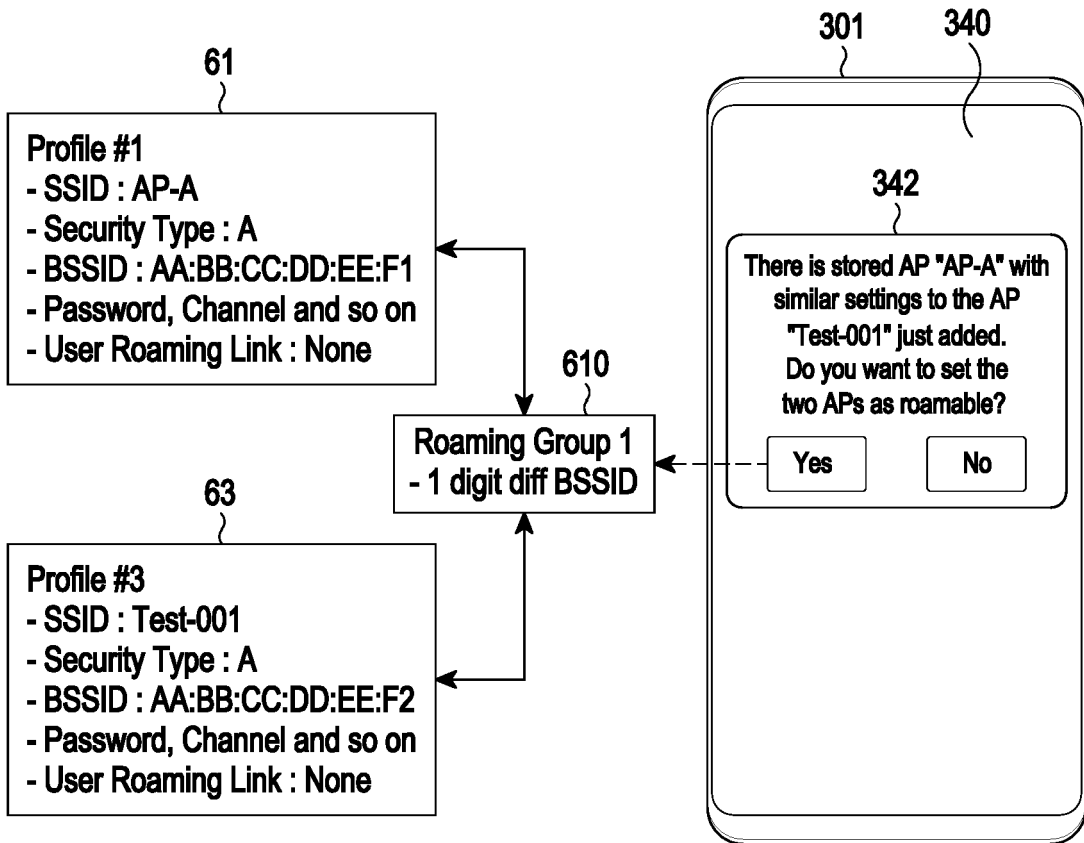 61
Profile #1
- SSID : AP-A
- Security Type : A
- BSSID : AA:BB:CC:DD:EE:F1
- Password, Channel and so on
- User Roaming Link : None
63
Profile #3
- SSID : Test-001
- Security Type : A
- BSSID : AA:BB:CC:DD:EE:F2
- Password, Channel and so on
- User Roaming Link : None
610
Roaming Group 1
- 1 digit diff BSSID
301
340
342
There is stored AP "AP-A" with
similar settings to the AP
"Test-001" just added.
Do you want to set the
two APs as roamable?
Yes
No